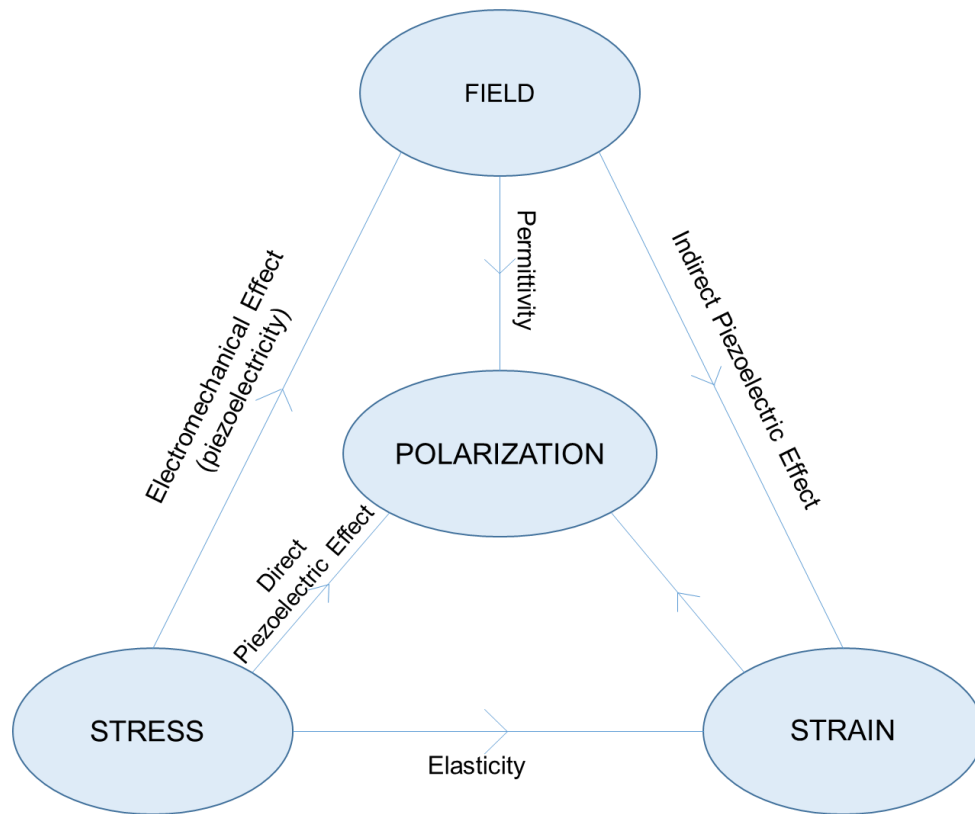 FIELD
Permittivity
Electromechanical Effect
(piezoelectricity)
Indirect Piezoelectric Effect
POLARIZATION
Direct
Piezoelectric Effect
STRESS
STRAIN
Elasticity